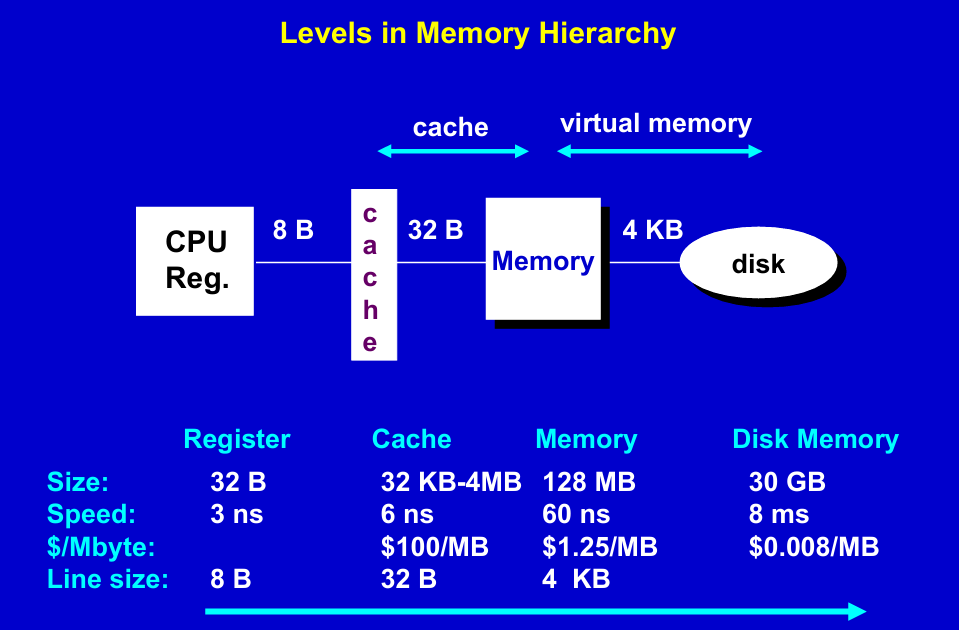 Levels in Memory Hierarchy
cache
virtual memory
CPU
Reg.
8 B
c
a
c
h
e
32 B
Memory
4 KB
disk
Register Cache Memory Disk Memory
Size: 32 B 32 KB-4MB 128 MB 30 GB
Speed: 3 ns 6 ns 60 ns 8 ms
$/Mbyte: $100/MB $1.25/MB $0.008/MB
Line size: 8 B 32 B 4 KB